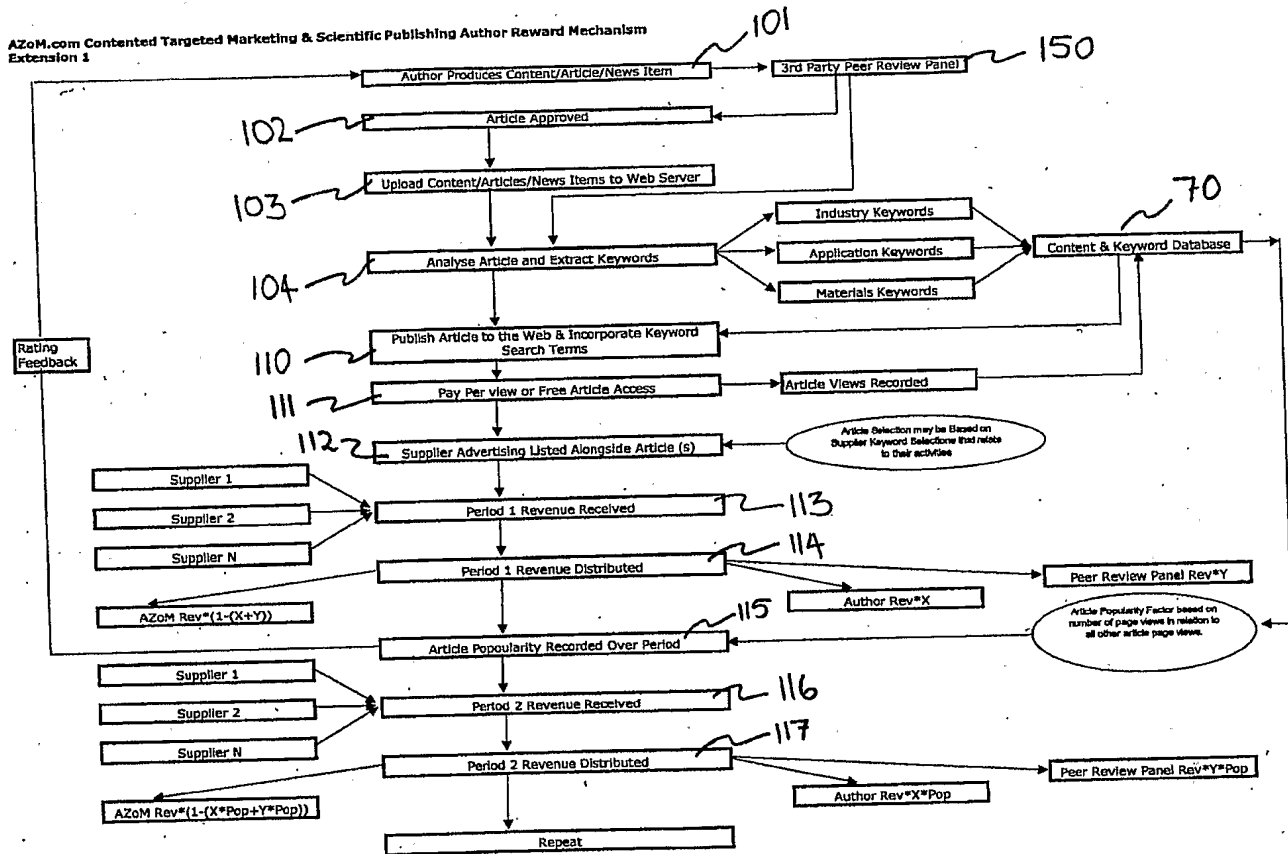 AZoM.com Contented Targeted Marketing & Scientific Publishing Author Reward Mechanism
Extension 1
101
150
Author Produces Content/Article/News Item
3rd Party Peer Review Panel
102
Article Approved
103
Upload Content/Articles/News Items to Web Server
70
Industry Keywords
104
Analyse Article and Extract Keywords
Application Keywords
Content & Keyword Database
Materials Keywords
Rating
Feedback
110
Publish Article to the Web & Incorporate Keyword
Search Terms
111
Pay Per view or Free Article Access
Article Views Recorded
112
Supplier Advertising Listed Alongside Article (s)
Article Selection may be Based on
Supplier Keyword Selections that relate
to their activities
Supplier 1
Supplier 2
Supplier N
Period 1 Revenue Received
113
Period 1 Revenue Distributed
114
AZoM Rev*(1-(X+Y))
Author Rev*X
Peer Review Panel Rev*Y
115
Article Popoularity Recorded Over Period
Article Popularity Factor based on
number of page views in relation to
all other article page views.
Supplier 1
Supplier 2
Supplier N
Period 2 Revenue Received
116
Period 2 Revenue Distributed
117
AZoM Rev*(1-(X*Pop+Y*Pop))
Author Rev*X*Pop
Peer Review Panel Rev*Y*Pop
Repeat